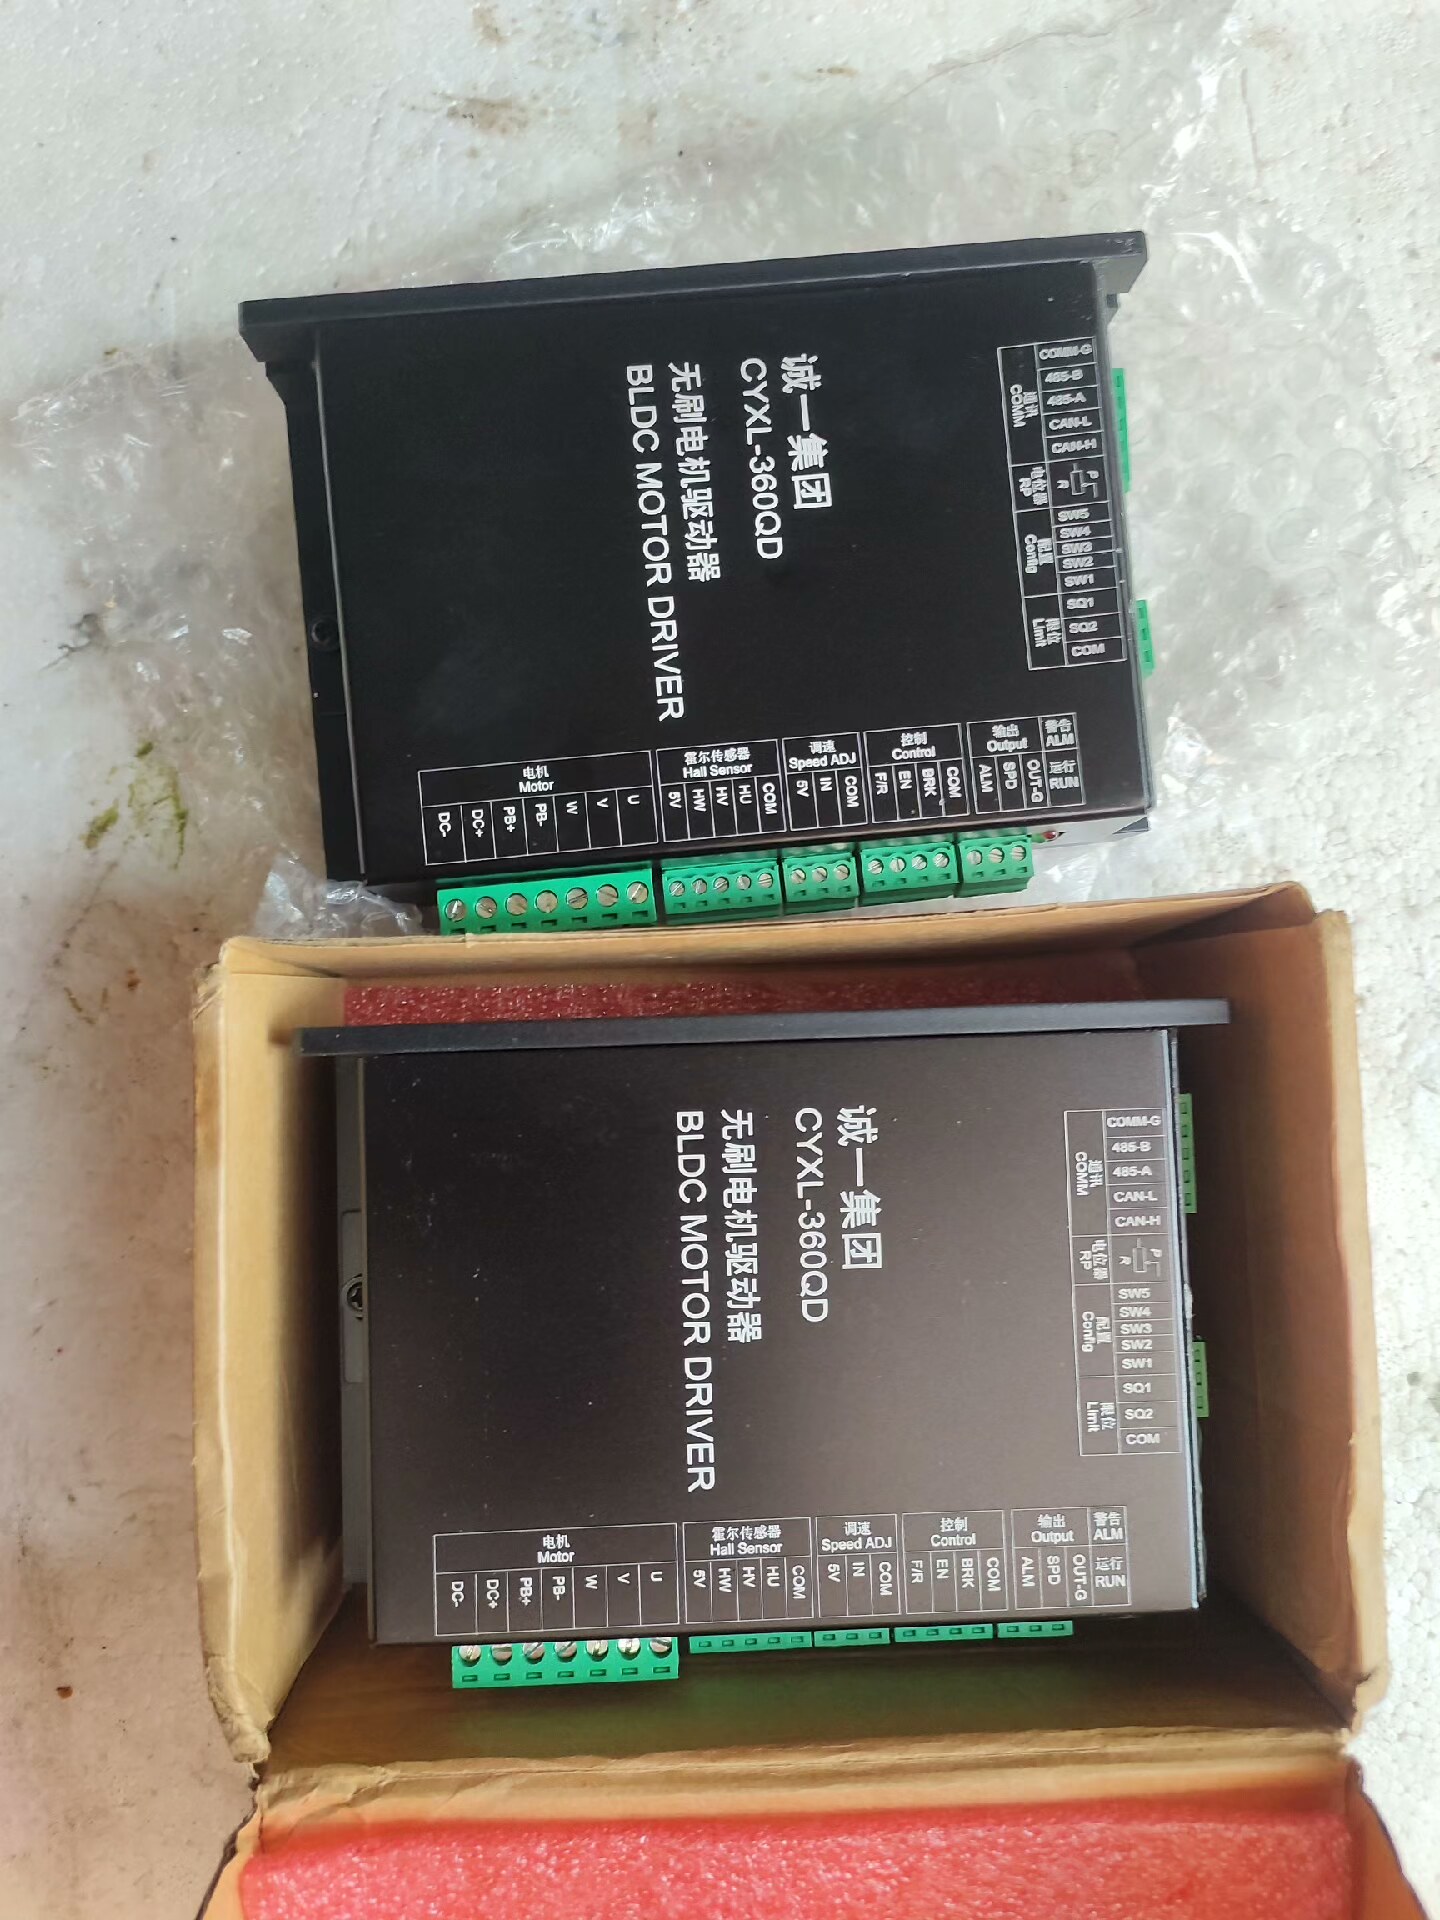 诚一集团
CYXL-360QD
无刷电机驱动器
BLDC MOTOR DRIVER
通讯
COMM
COMM-G
485-B
485-A
CAN-L
CAN-H
电位器
RP
P
R
配置
Config
SW5
SW4
SW3
SW2
SW1
限位
Limit
SQ1
SQ2
COM
电机
Motor
DC- DC+ PB+ PB- W V U
霍尔传感器
Hall Sensor
5V HW HV HU COM
调速
Speed ADJ
5V IN COM
控制
Control
F/R EN BRK COM
输出
Output
ALM SPD OUT-G
警告
ALM
运行
RUN
诚一集团
CYXL-360QD
无刷电机驱动器
BLDC MOTOR DRIVER
通讯
COMM
COMM-G
485-B
485-A
CAN-L
CAN-H
电位器
RP
P
R
配置
Config
SW5
SW4
SW3
SW2
SW1
限位
Limit
SQ1
SQ2
COM
电机
Motor
DC- DC+ PB+ PB- W V U
霍尔传感器
Hall Sensor
5V HW HV HU COM
调速
Speed ADJ
5V IN COM
控制
Control
F/R EN BRK COM
输出
Output
ALM SPD OUT-G
警告
ALM
运行
RUN